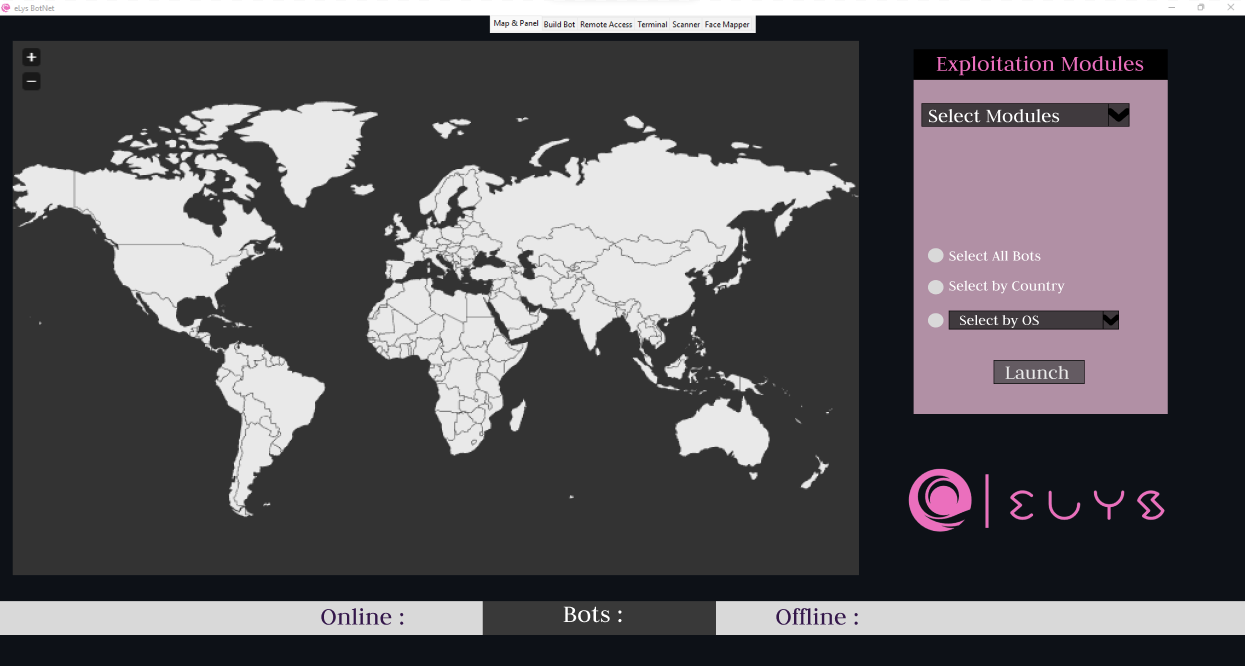 eLys BotNet
Map & Panel Build Bot Remote Access Terminal Scanner Face Mapper
+
−
Exploitation Modules
Select Modules
Select All Bots
Select by Country
Select by OS
Launch
ELYS
Online : Bots : Offline :